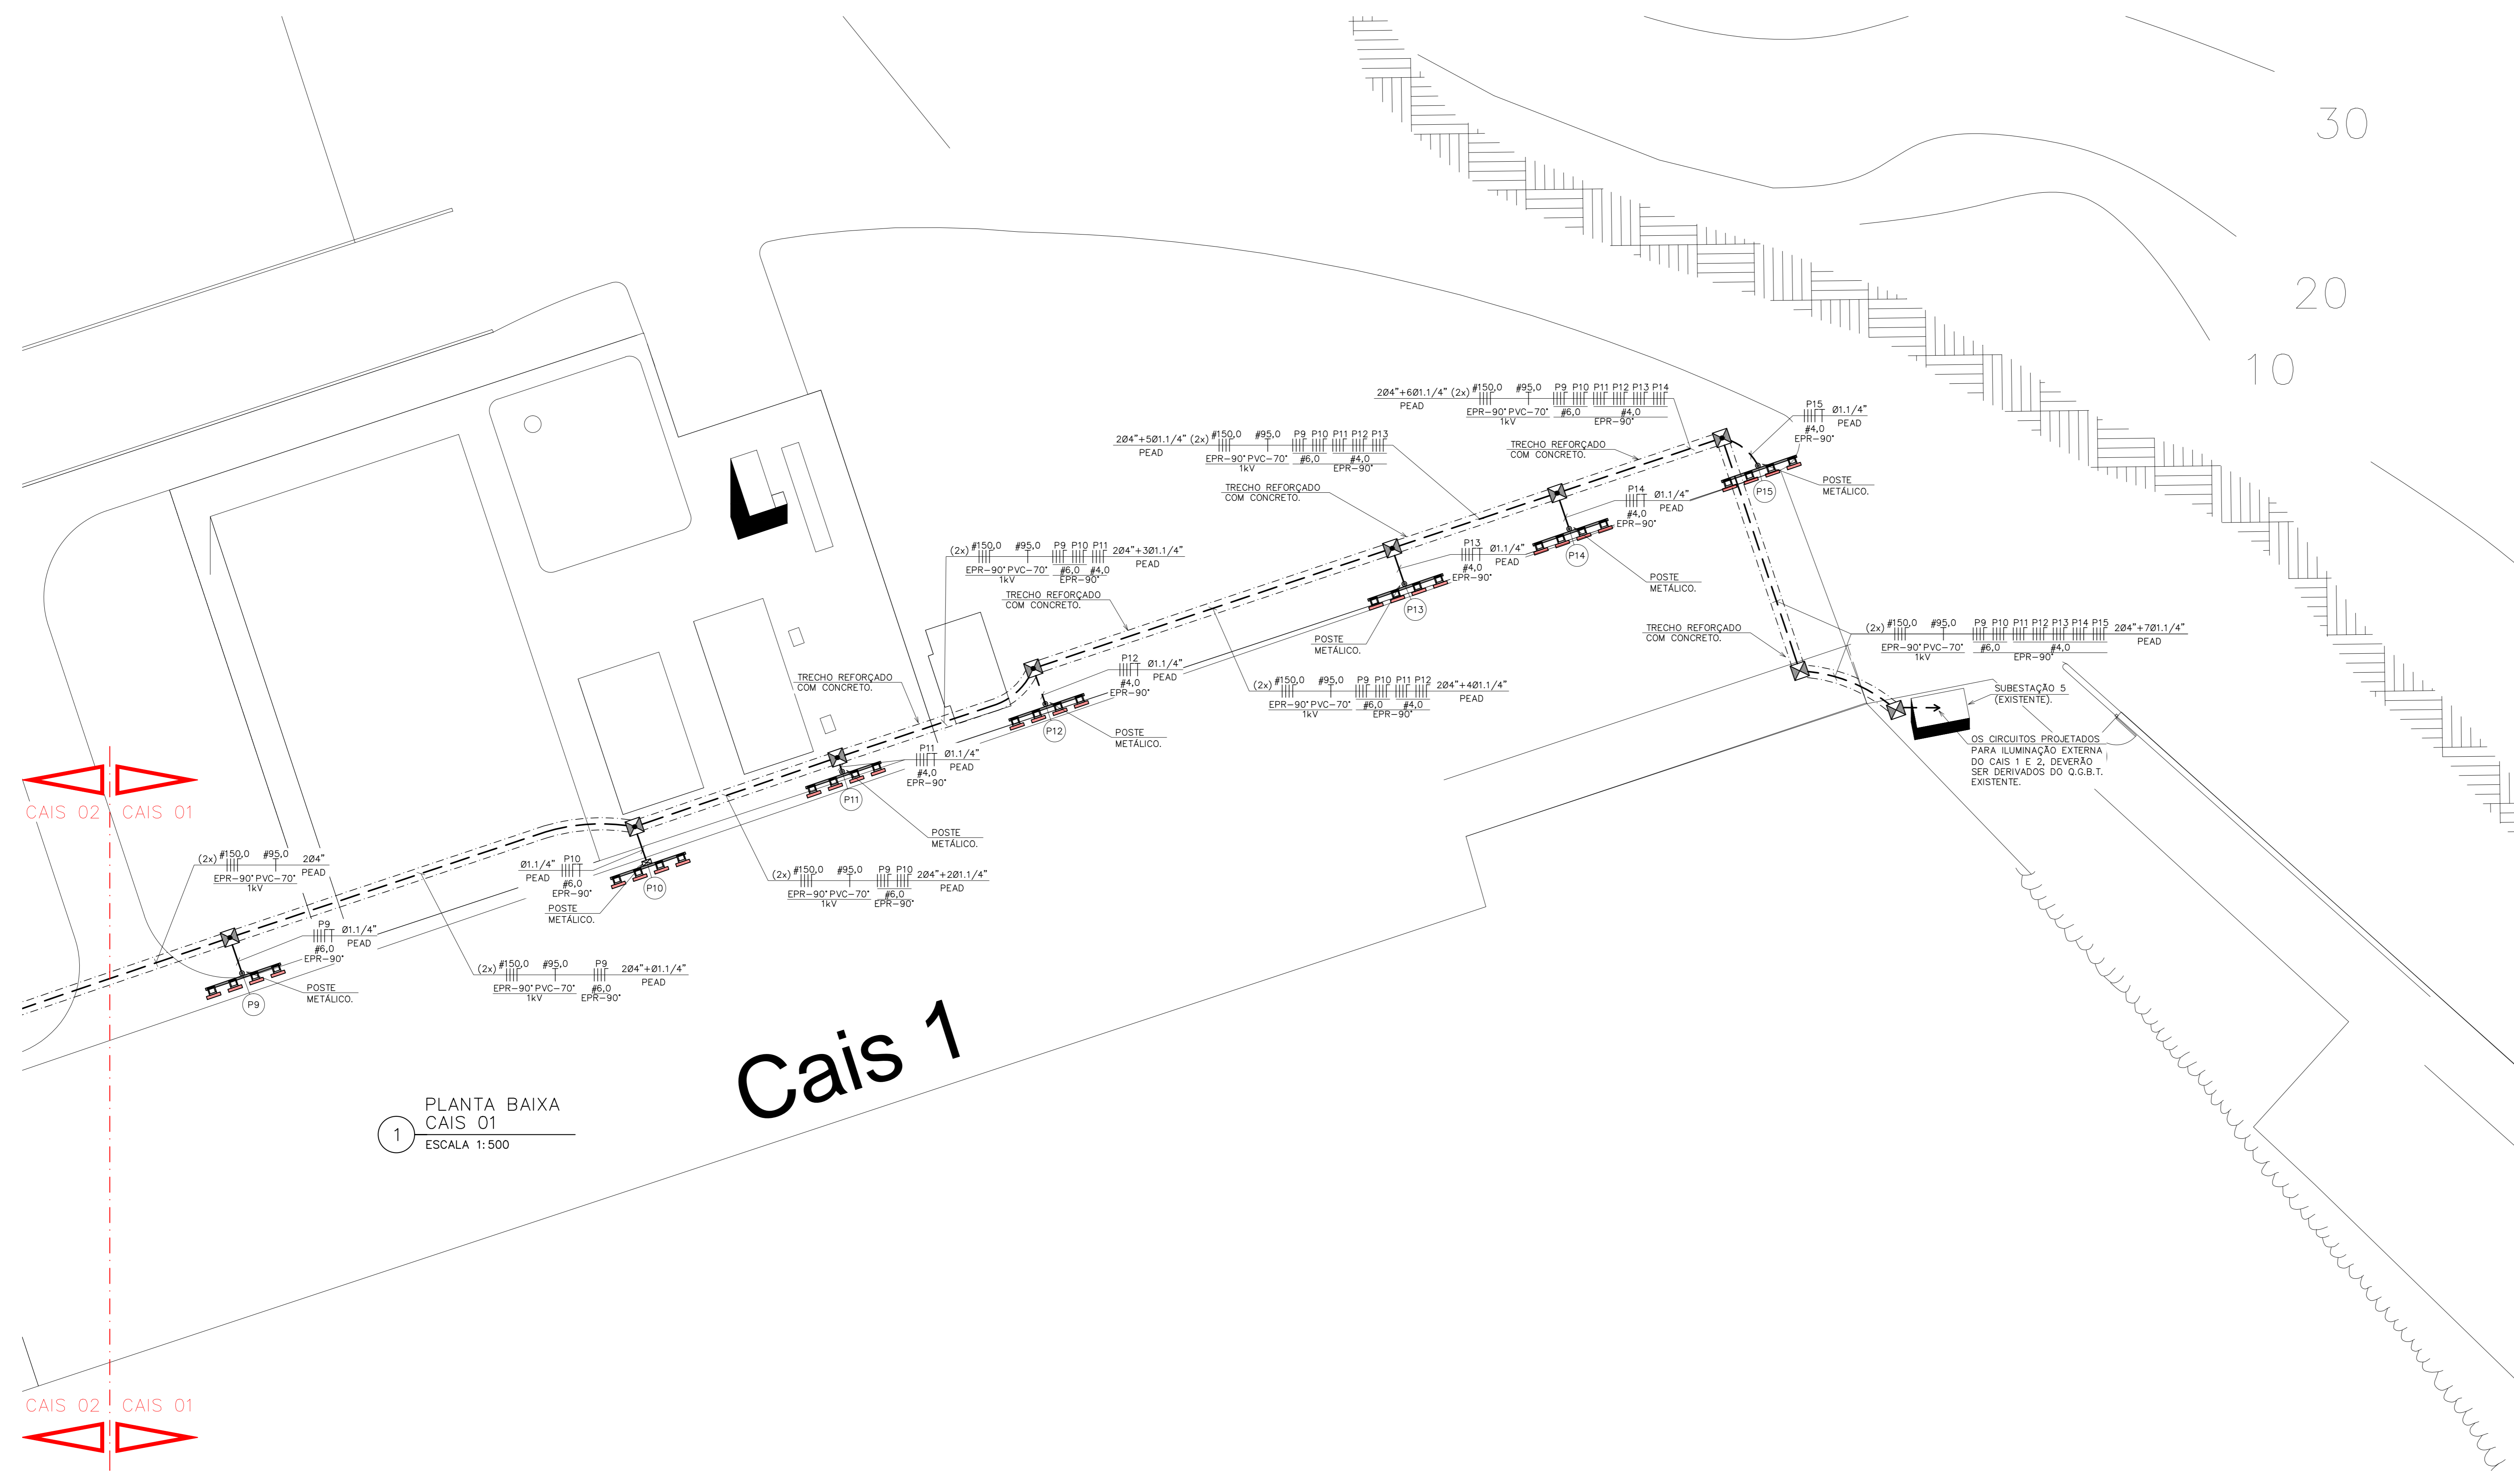 30
20
10
2Ø4"+6Ø1.1/4" (2x) #150,0 #95,0 P9 P10 P11 P12 P13 P14
PEAD
EPR-90° PVC-70° #6,0 #4,0
1kV EPR-90°
P15
Ø1.1/4"
#4,0 PEAD
EPR-90°
2Ø4"+5Ø1.1/4" (2x) #150,0 #95,0 P9 P10 P11 P12 P13
PEAD
EPR-90° PVC-70° #6,0 #4,0
1kV EPR-90°
TRECHO REFORÇADO
COM CONCRETO.
POSTE
METÁLICO.
P15
TRECHO REFORÇADO
COM CONCRETO.
P14
Ø1.1/4"
#4,0 PEAD
EPR-90°
(2x) #150,0 #95,0 P9 P10 P11 2Ø4"+3Ø1.1/4"
PEAD
EPR-90° PVC-70° #6,0 #4,0
1kV EPR-90°
P13
Ø1.1/4"
PEAD
#4,0
EPR-90°
P14
POSTE
METÁLICO.
TRECHO REFORÇADO
COM CONCRETO.
P13
POSTE
METÁLICO.
TRECHO REFORÇADO
COM CONCRETO.
(2x) #150,0 #95,0 P9 P10 P11 P12 P13 P14 P15 2Ø4"+7Ø1.1/4"
PEAD
EPR-90° PVC-70° #6,0 #4,0
1kV EPR-90°
P12
Ø1.1/4"
PEAD
#4,0
EPR-90°
TRECHO REFORÇADO
COM CONCRETO.
(2x) #150,0 #95,0 P9 P10 P11 P12 2Ø4"+4Ø1.1/4"
PEAD
EPR-90° PVC-70° #6,0 #4,0
1kV EPR-90°
SUBESTAÇÃO 5
(EXISTENTE).
P12
POSTE
METÁLICO.
OS CIRCUITOS PROJETADOS
PARA ILUMINAÇÃO EXTERNA
DO CAIS 1 E 2, DEVERÃO
SER DERIVADOS DO Q.G.B.T.
EXISTENTE.
P11
Ø1.1/4"
PEAD
#4,0
EPR-90°
P11
CAIS 02 CAIS 01
POSTE
METÁLICO.
(2x) #150,0 #95,0 2Ø4"
PEAD
EPR-90° PVC-70°
1kV
Ø1.1/4" P10
PEAD
#6,0
EPR-90°
P10
(2x) #150,0 #95,0 P9 P10 2Ø4"+2Ø1.1/4"
PEAD
EPR-90° PVC-70° #6,0
1kV EPR-90°
POSTE
METÁLICO.
P9
Ø1.1/4"
PEAD
#6,0
EPR-90°
(2x) #150,0 #95,0 P9 2Ø4"+Ø1.1/4"
PEAD
EPR-90° PVC-70° #6,0
1kV EPR-90°
P9
POSTE
METÁLICO.
Cais 1
1
PLANTA BAIXA
CAIS 01
ESCALA 1:500
CAIS 02 CAIS 01